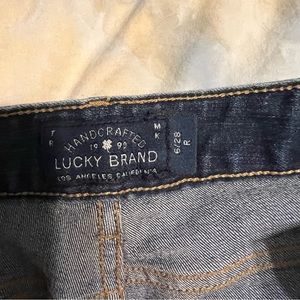 T M
R K
HANDCRAFTED
19 90
LUCKY BRAND
LOS ANGELES, CALIFORNIA
6/28
R